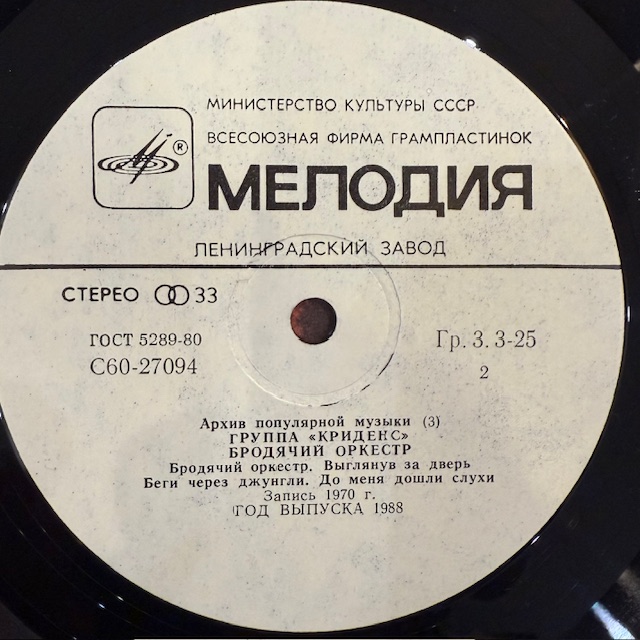 МИНИСТЕРСТВО КУЛЬТУРЫ СССР
ВСЕСОЮЗНАЯ ФИРМА ГРАМПЛАСТИНОК
®
МЕЛОДИЯ
ЛЕНИНГРАДСКИЙ ЗАВОД
СТЕРЕО 33
ГОСТ 5289-80
Гр. 3. 3-25
С60-27094
2
Архив популярной музыки (3)
ГРУППА «КРИДЕНС»
БРОДЯЧИЙ ОРКЕСТР
Бродячий оркестр. Выглянув за дверь
Беги через джунгли. До меня дошли слухи
Запись 1970 г.
ГОД ВЫПУСКА 1988